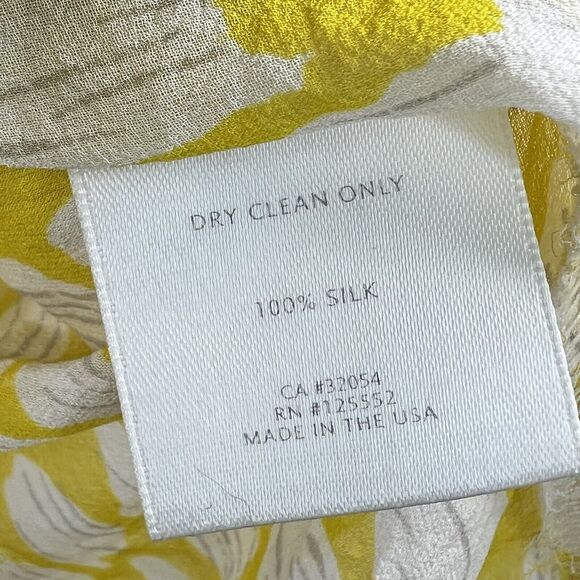 DRY CLEAN ONLY
100% SILK
CA #32054
RN #125552
MADE IN THE USA